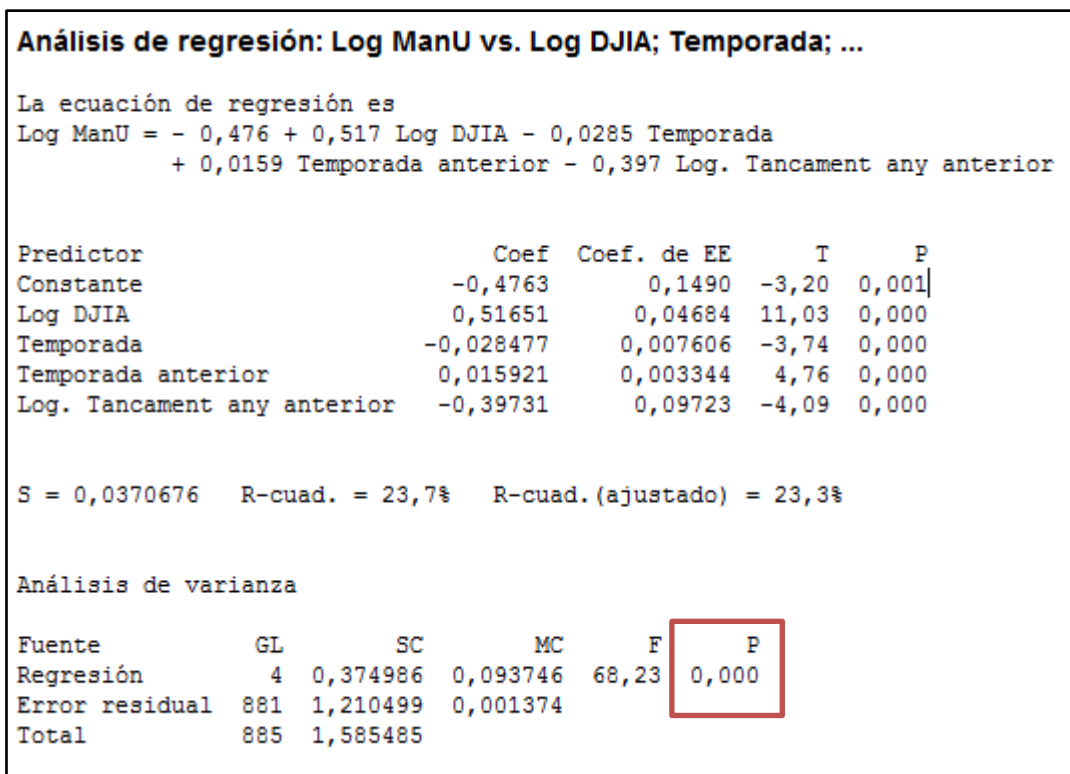 Análisis de regresión: Log ManU vs. Log DJIA; Temporada; ...
La ecuación de regresión es
Log ManU = - 0,476 + 0,517 Log DJIA - 0,0285 Temporada
+ 0,0159 Temporada anterior - 0,397 Log. Tancament any anterior
Predictor Coef Coef. de EE T P
Constante -0,4763 0,1490 -3,20 0,001
Log DJIA 0,51651 0,04684 11,03 0,000
Temporada -0,028477 0,007606 -3,74 0,000
Temporada anterior 0,015921 0,003344 4,76 0,000
Log. Tancament any anterior -0,39731 0,09723 -4,09 0,000
S = 0,0370676 R-cuad. = 23,7% R-cuad.(ajustado) = 23,3%
Análisis de varianza
Fuente GL SC MC F P
Regresión 4 0,374986 0,093746 68,23 0,000
Error residual 881 1,210499 0,001374
Total 885 1,585485